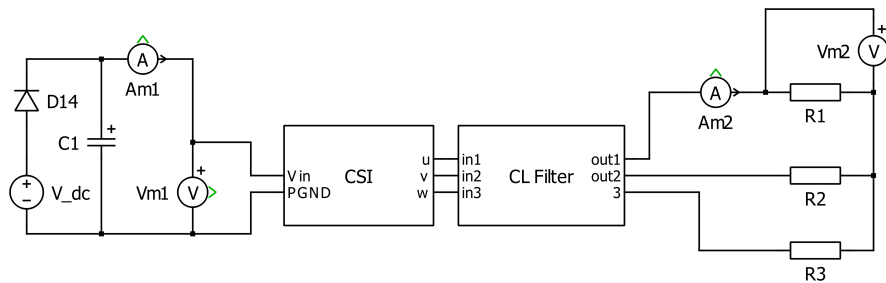 A
Am1
D14
C1
+
+
V_dc
+
V
Vm1
Vin
PGND
CSI
u
v
w
in1
in2
in3
CL Filter
out1
out2
3
A
Am2
+
Vm2
V
R1
R2
R3